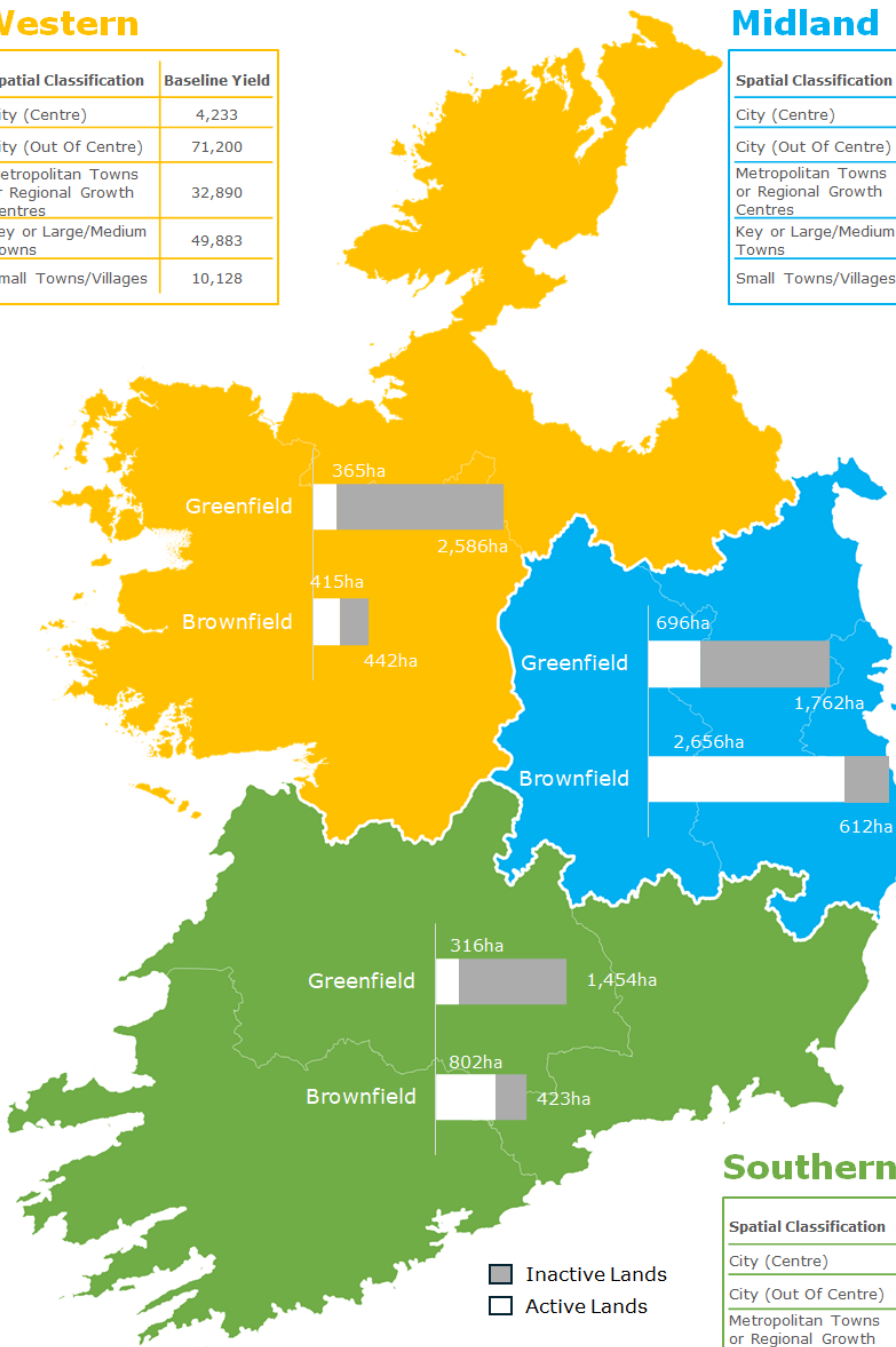 Western
patial Classification Baseline Yield
ity (Centre) 4,233
ity (Out Of Centre) 71,200
etropolitan Towns
r Regional Growth
entres
32,890
ey or Large/Medium
owns
49,883
mall Towns/Villages 10,128
Midland
Spatial Classification
City (Centre)
City (Out Of Centre)
Metropolitan Towns
or Regional Growth
Centres
Key or Large/Medium
Towns
Small Towns/Villages
365ha
Greenfield
2,586ha
415ha
Brownfield
442ha
696ha
Greenfield
1,762ha
2,656ha
Brownfield
612ha
316ha
Greenfield
1,454ha
802ha
Brownfield
423ha
Inactive Lands
Active Lands
Southern
Spatial Classification
City (Centre)
City (Out Of Centre)
Metropolitan Towns
or Regional Growth